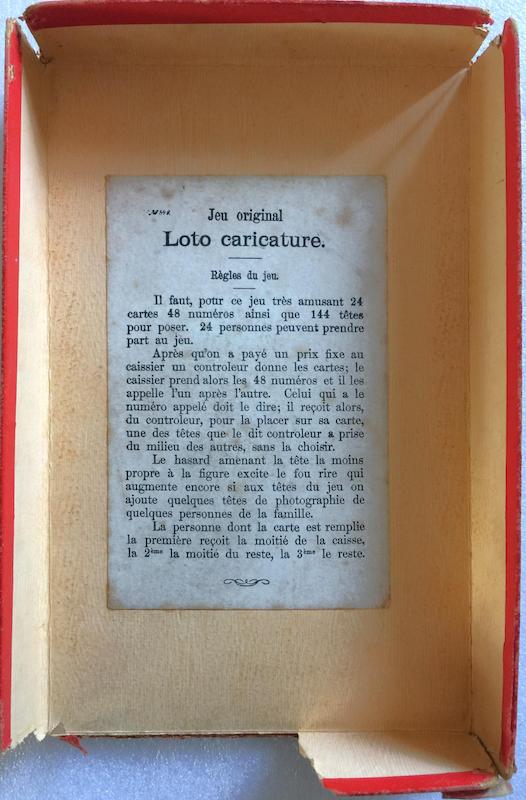 Jeu original
Loto caricature.
Règles du jeu.
Il faut, pour ce jeu très amusant 24
cartes 48 numéros ainsi que 144 têtes
pour poser. 24 personnes peuvent prendre
part au jeu.
Après qu'on a payé un prix fixe au
caissier un controleur donne les cartes; le
caissier prend alors les 48 numéros et il les
appelle l'un après l'autre. Celui qui a le
numéro appelé doit le dire; il reçoit alors,
du controleur, pour la placer sur sa carte,
une des têtes que le dit controleur a prise
du milieu des autres, sans la choisir.
Le hasard amenant la tête la moins
propre à la figure excite le fou rire qui
augmente encore si aux têtes du jeu on
ajoute quelques têtes de photographie de
quelques personnes de la famille.
La personne dont la carte est remplie
la première reçoit la moitié de la caisse,
la 2ème la moitié du reste, la 3ème le reste.